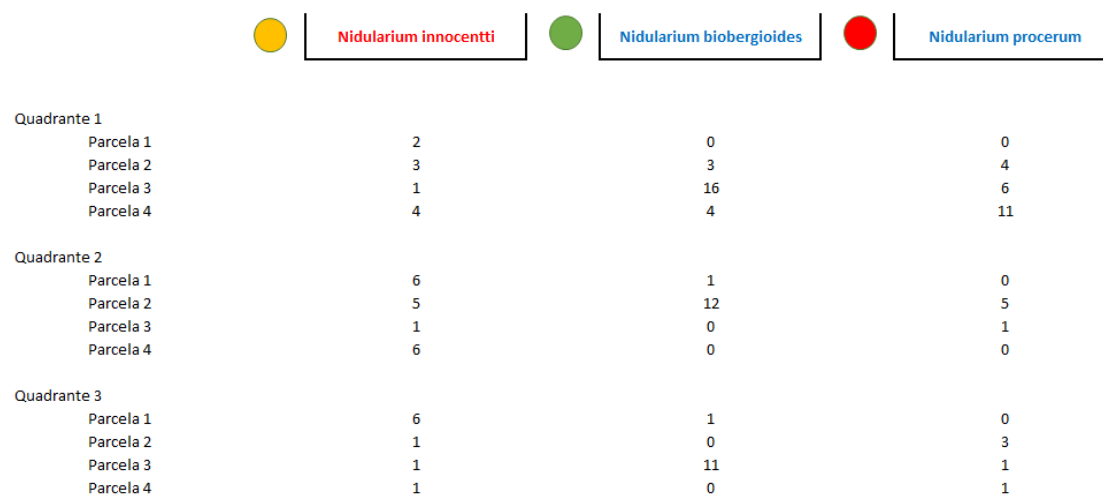 Nidularium innocentti Nidularium biobergioides Nidularium procerum
Quadrante 1
Parcela 1 2 0 0
Parcela 2 3 3 4
Parcela 3 1 16 6
Parcela 4 4 4 11
Quadrante 2
Parcela 1 6 1 0
Parcela 2 5 12 5
Parcela 3 1 0 1
Parcela 4 6 0 0
Quadrante 3
Parcela 1 6 1 0
Parcela 2 1 0 3
Parcela 3 1 11 1
Parcela 4 1 0 1